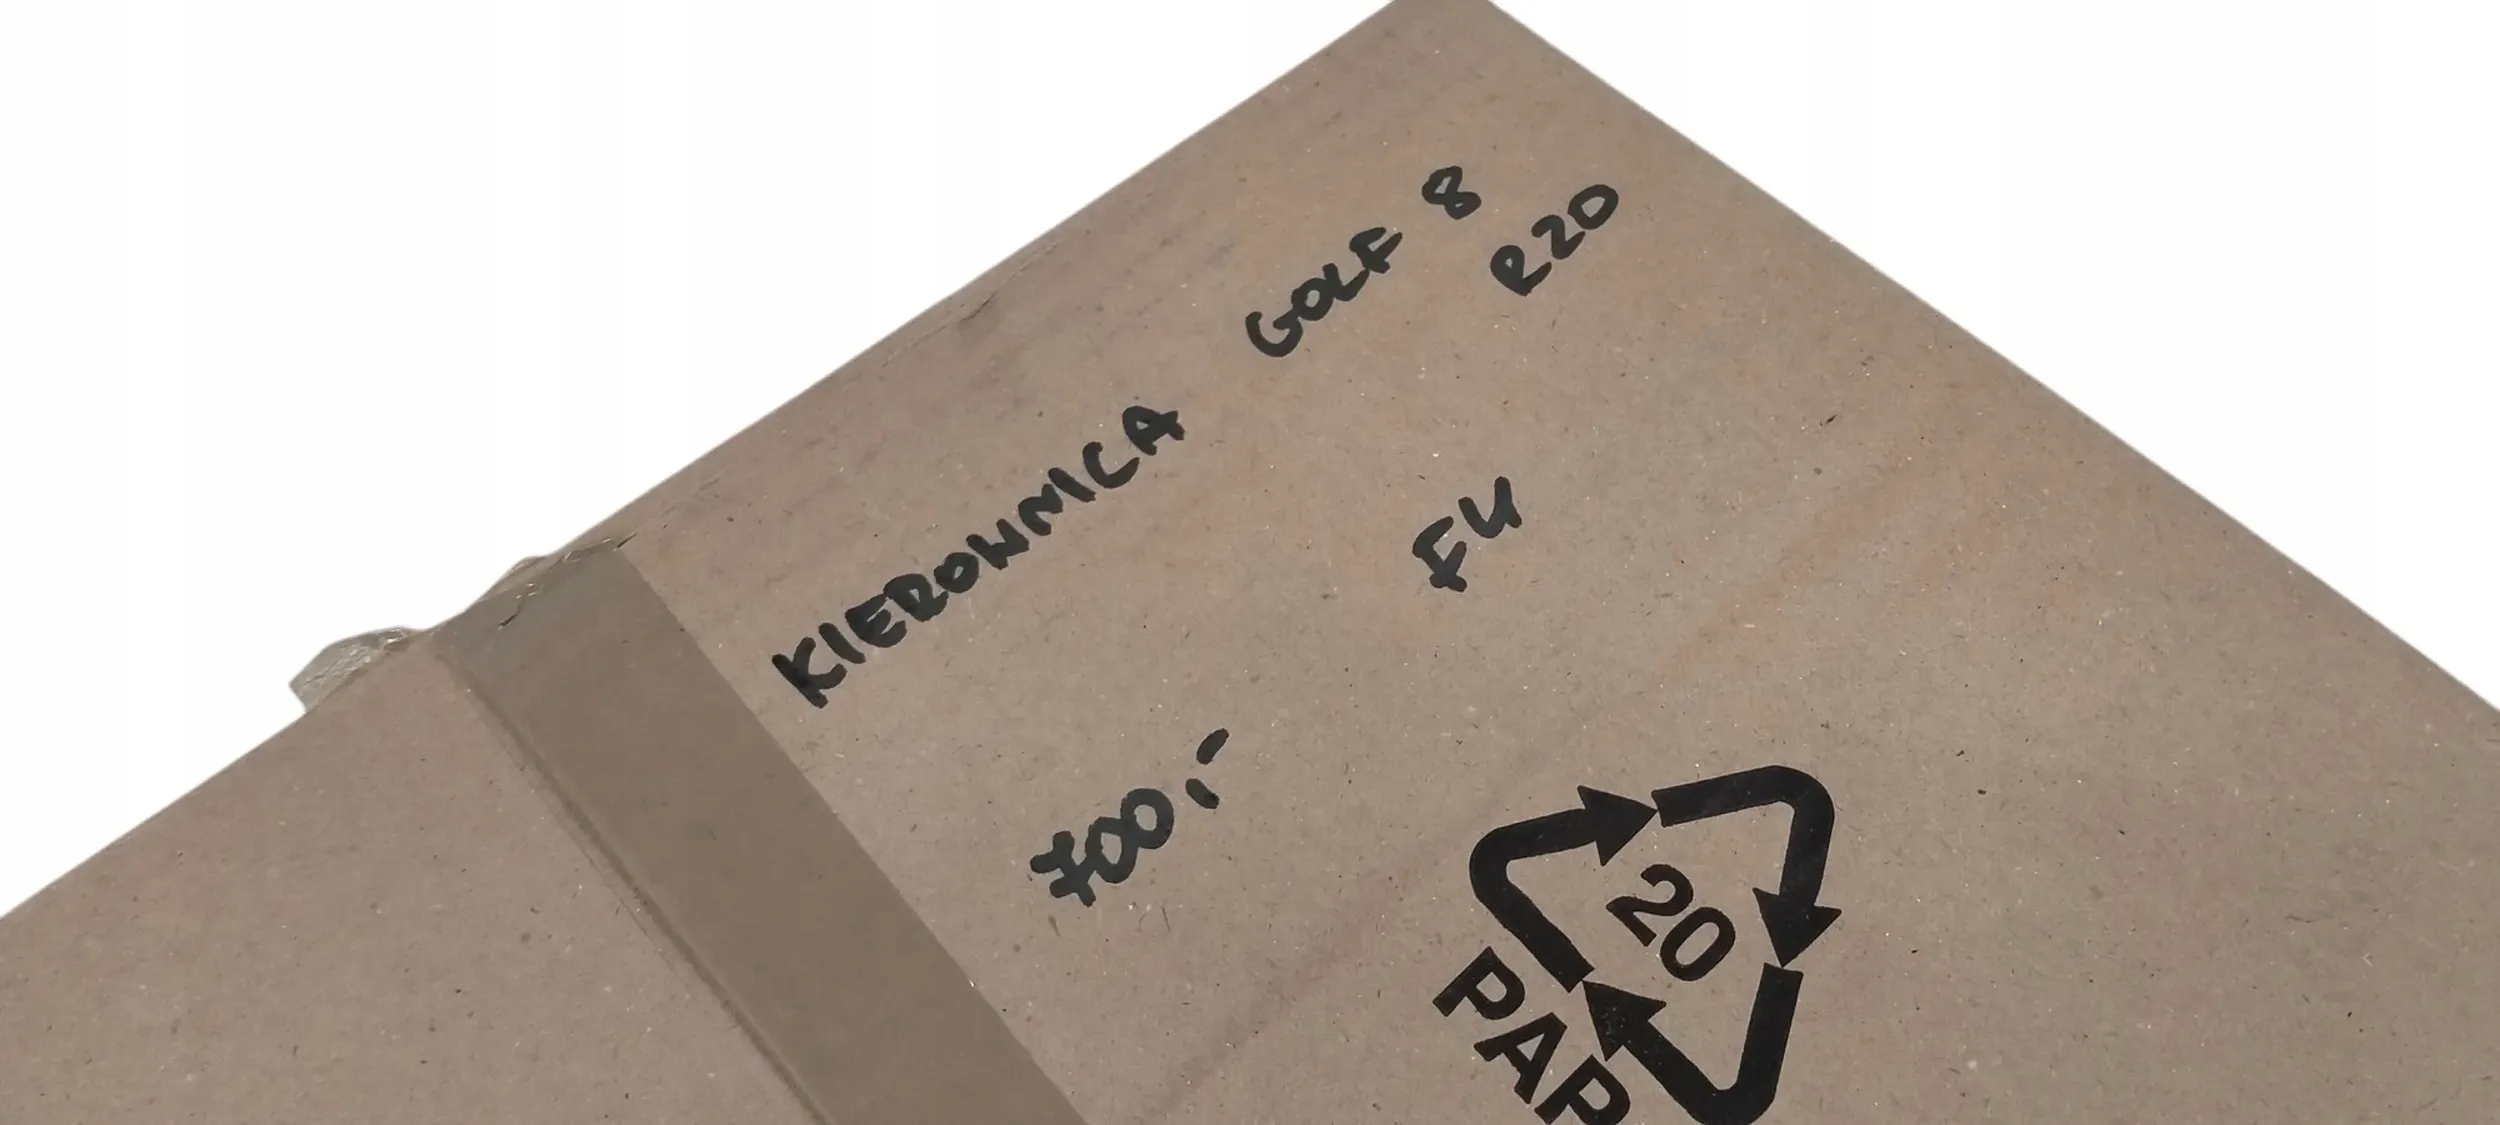 KIEROWNICA GOLF 8
R20
FU
700,-
20
PAP